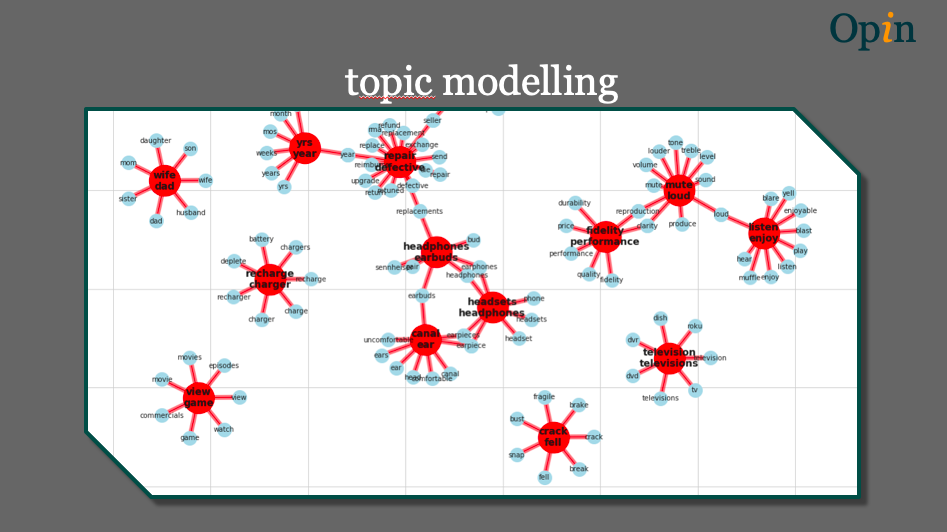 Opin
topic modelling
month
mos
weeks
years
yrs
yrs
year
year
seller
refund
rma
replacement
replace
exchange
repair
defective
send
repair
upgrade
defective
replacements
daughter
son
mom
wife
dad
wife
sister
husband
dad
tone
louder
treble
level
volume
mute
sound
mute
loud
produce
loud
durability
reproduction
price
clarity
fidelity
performance
performance
quality
fidelity
yell
blare
enjoyable
blast
listen
enjoy
play
hear
listen
muffle
enjoy
battery
chargers
deplete
recharge
charger
recharge
recharger
charge
charger
headphones
earbuds
bud
sennheiser
pair
earphones
headphones
earbuds
phone
headsets
headphones
headsets
headset
canal
ear
uncomfortable
earpieces
earpiece
ears
ear
head
comfortable
canal
dish
roku
dvr
television
televisions
television
dvd
tv
televisions
movies
episodes
movie
view
game
view
commercials
watch
game
fragile
brake
bust
crack
fell
crack
snap
break
fell